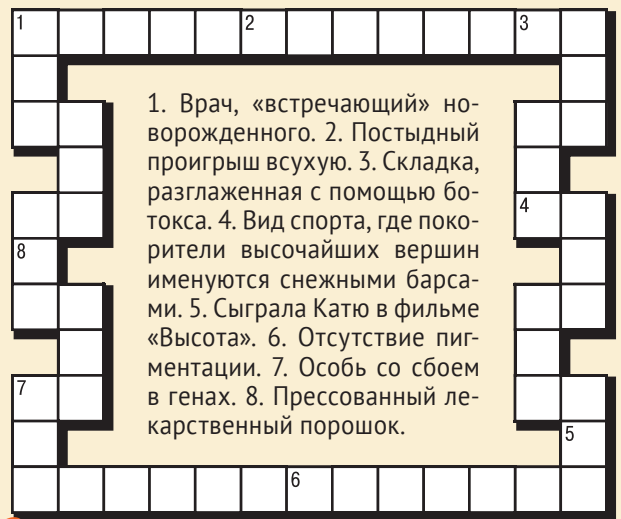 1 2 3
1. Врач, «встречающий» но-
ворожденного. 2. Постыдный
проигрыш всухую. 3. Складка,
разглаженная с помощью бо-
токса. 4. Вид спорта, где поко-
рители высочайших вершин
именуются снежными барса-
ми. 5. Сыграла Катю в фильме
«Высота». 6. Отсутствие пиг-
ментации. 7. Особь со сбоем
в генах. 8. Прессованный ле-
карственный порошок.
4
8
7
5
6